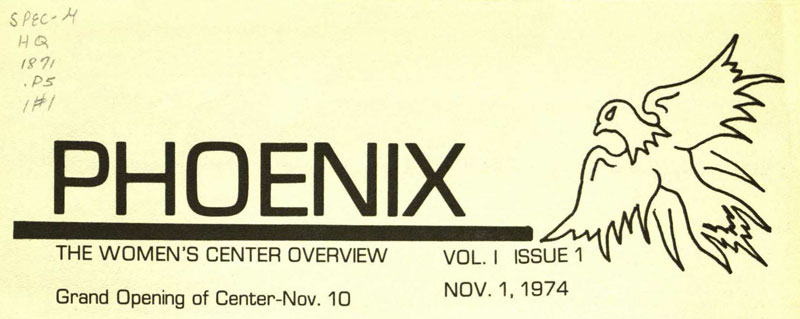 SPEC-M
HQ
1871
.P5
1#1
PHOENIX
THE WOMEN'S CENTER OVERVIEW
VOL. I ISSUE 1
Grand Opening of Center-Nov. 10
NOV. 1, 1974